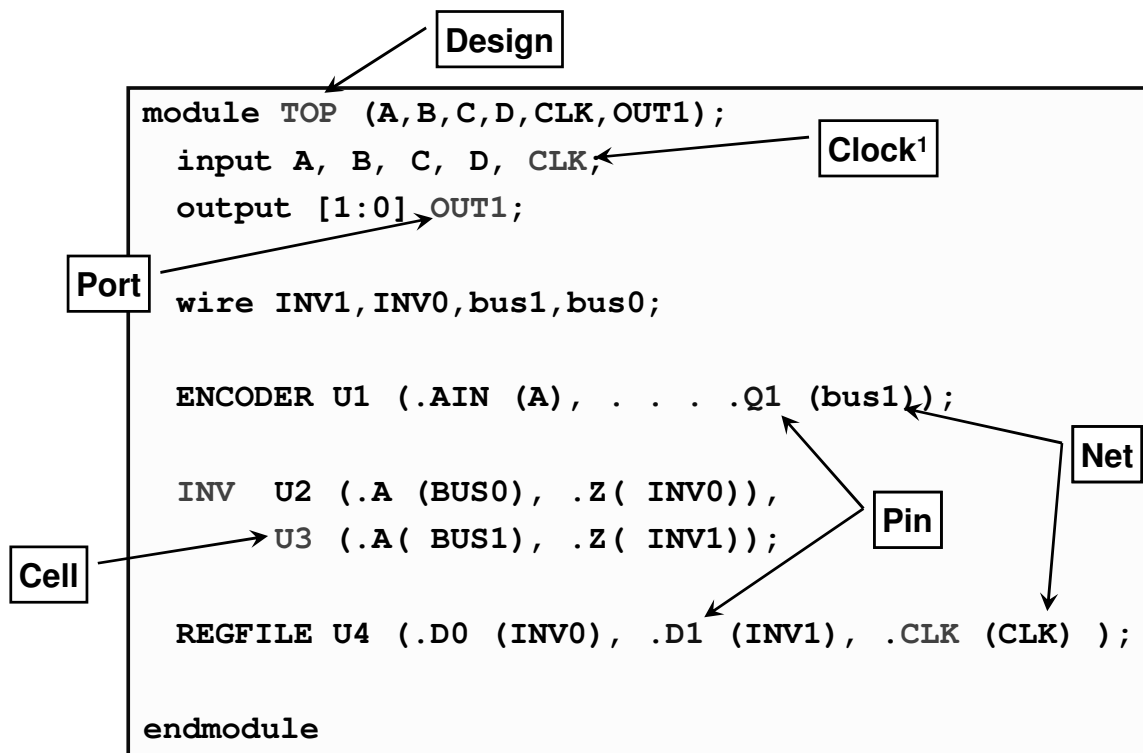 Design
module TOP (A,B,C,D,CLK,OUT1);
input A, B, C, D, CLK;
Clock¹
output [1:0] OUT1;
Port
wire INV1,INV0,bus1,bus0;
ENCODER U1 (.AIN (A), . . . .Q1 (bus1));
Net
INV U2 (.A (BUS0), .Z( INV0)),
Pin
U3 (.A( BUS1), .Z( INV1));
Cell
REGFILE U4 (.D0 (INV0), .D1 (INV1), .CLK (CLK) );
endmodule